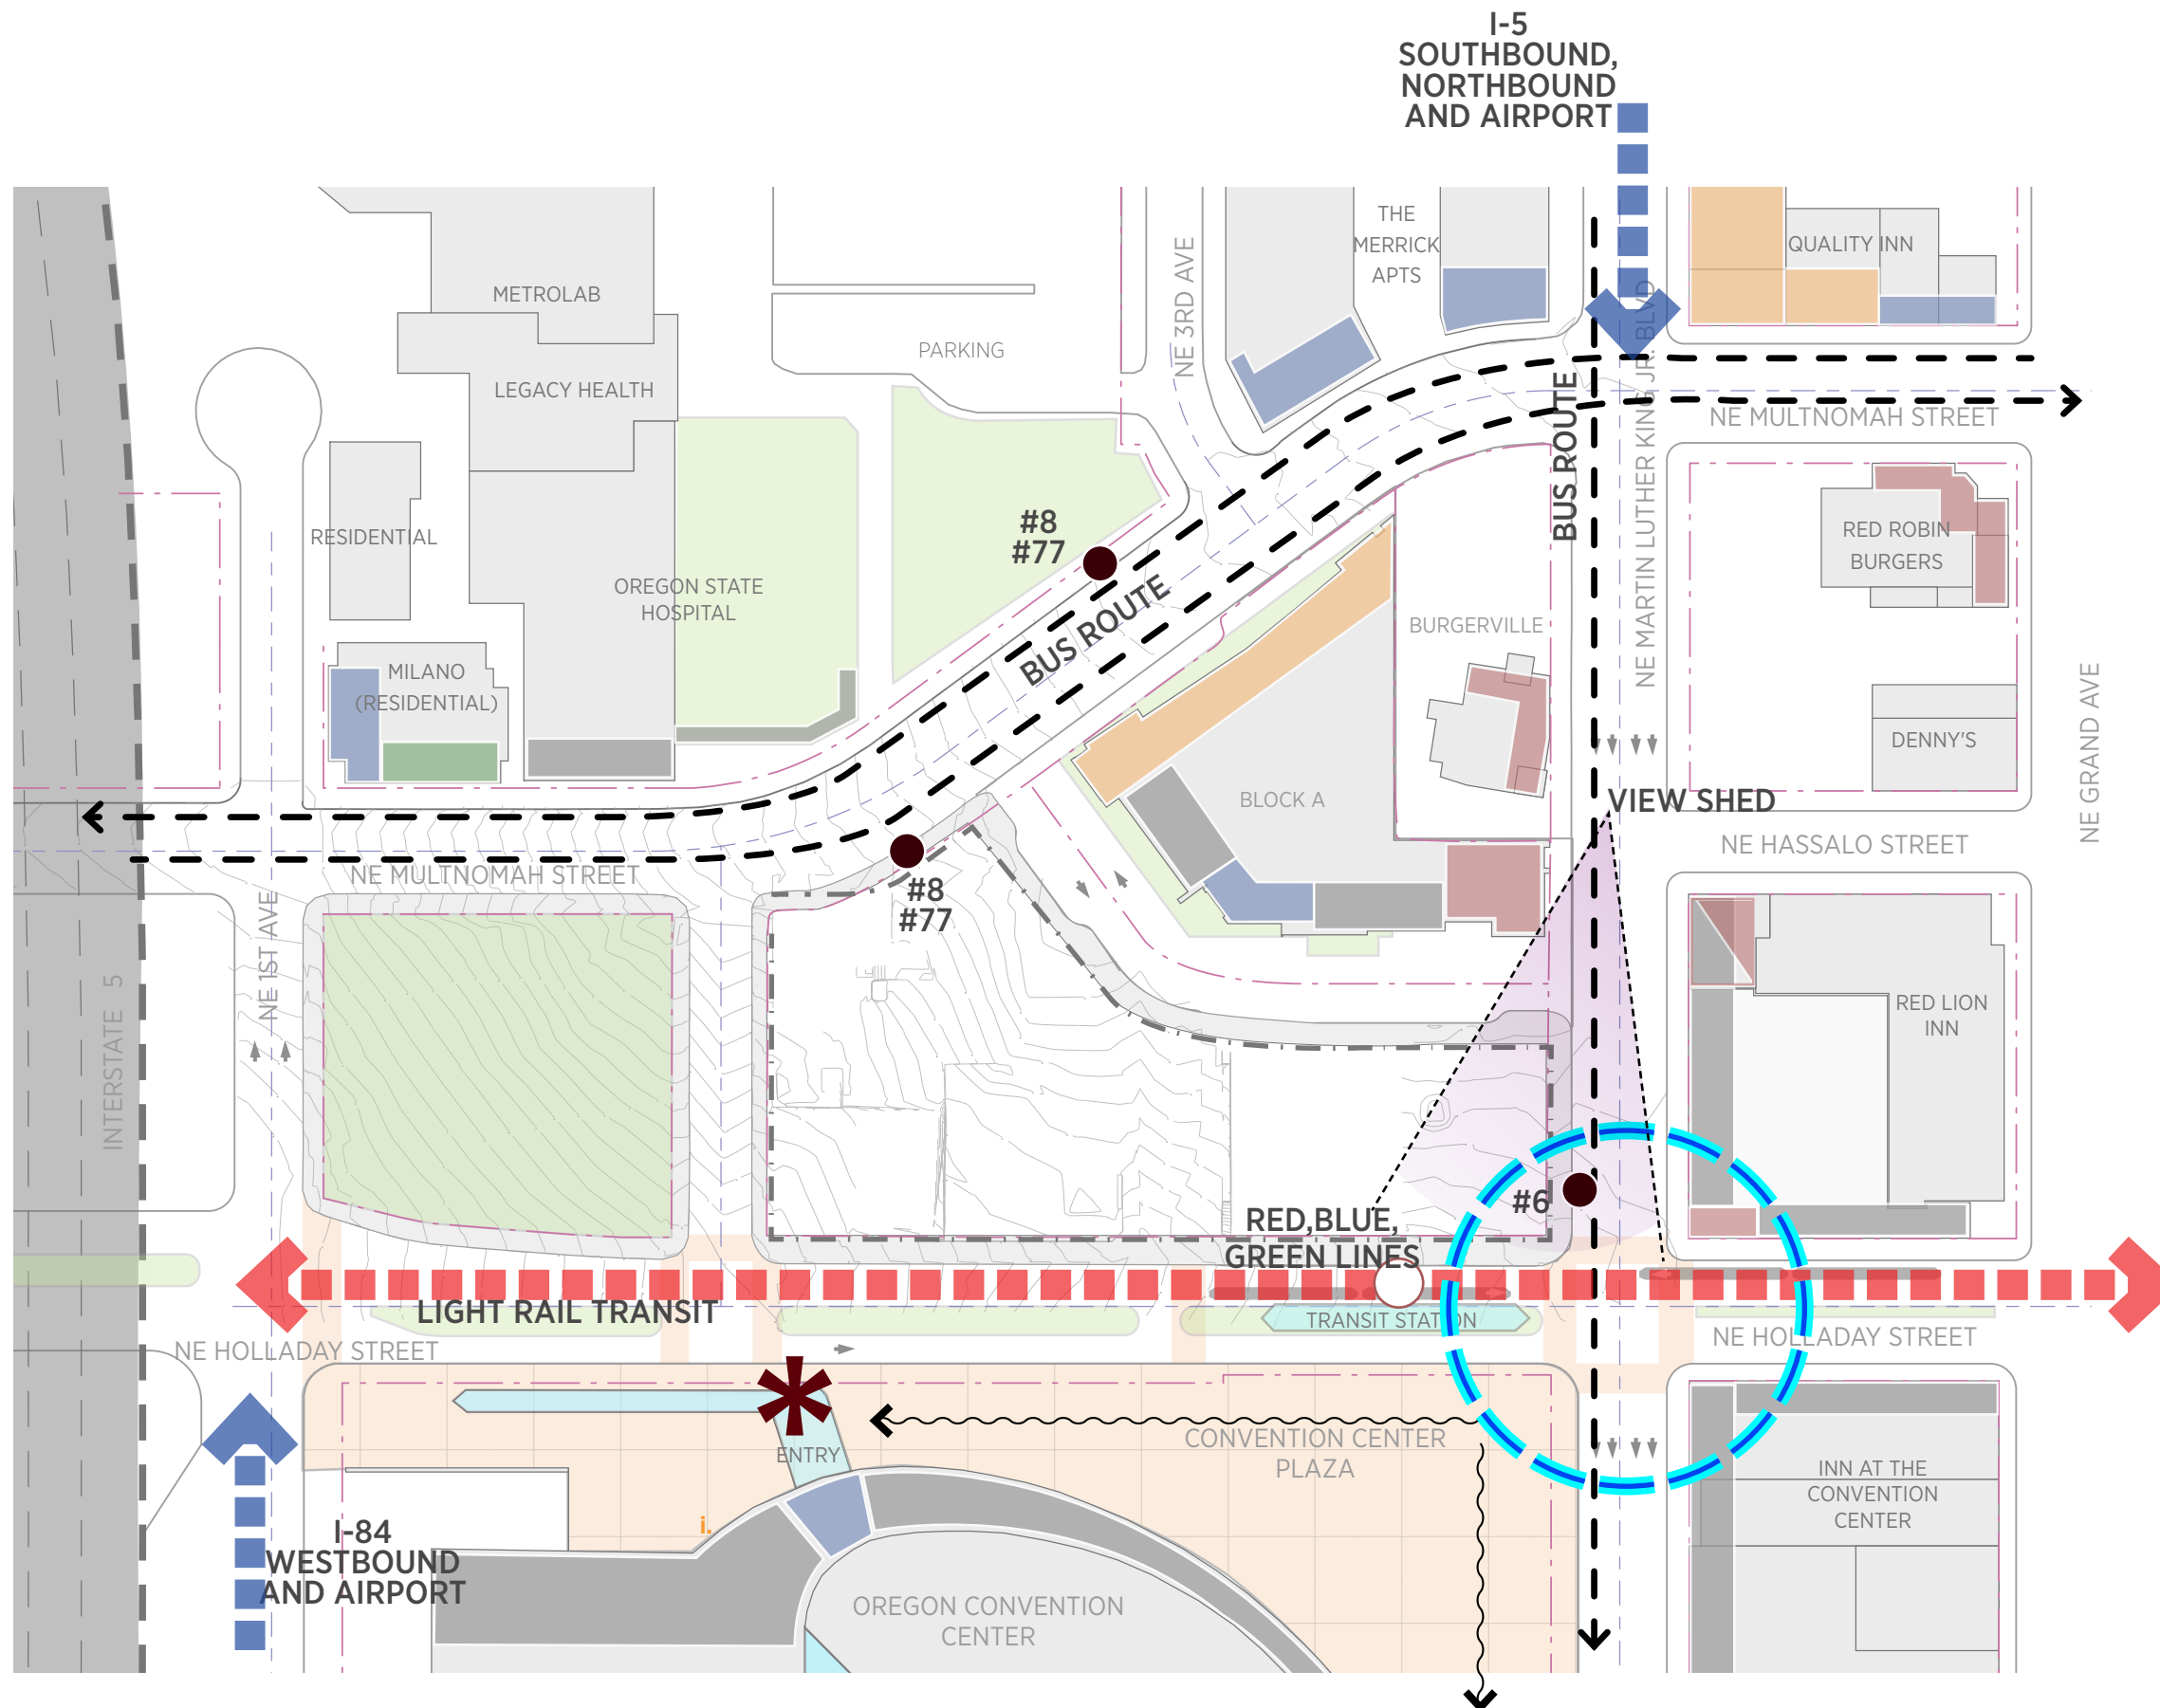 I-5
SOUTHBOUND,
NORTHBOUND
AND AIRPORT
THE
MERRICK
APTS
QUALITY INN
NE 3RD AVE
METROLAB
PARKING
LEGACY HEALTH
NE MARTIN LUTHER KING JR. BLVD
BUS ROUTE
NE MULTNOMAH STREET
#8
#77
RESIDENTIAL
RED ROBIN
BURGERS
OREGON STATE
HOSPITAL
BUS ROUTE
BURGERVILLE
MILANO
(RESIDENTIAL)
DENNY'S
NE GRAND AVE
BLOCK A
VIEW SHED
NE HASSALO STREET
NE MULTNOMAH STREET
#8
#77
NE 1ST AVE
INTERSTATE 5
RED LION
INN
#6
RED,BLUE,
GREEN LINES
LIGHT RAIL TRANSIT
TRANSIT STATION
NE HOLLADAY STREET
NE HOLLADAY STREET
ENTRY
CONVENTION CENTER
PLAZA
INN AT THE
CONVENTION
CENTER
i.
I-84
WESTBOUND
AND AIRPORT
OREGON CONVENTION
CENTER